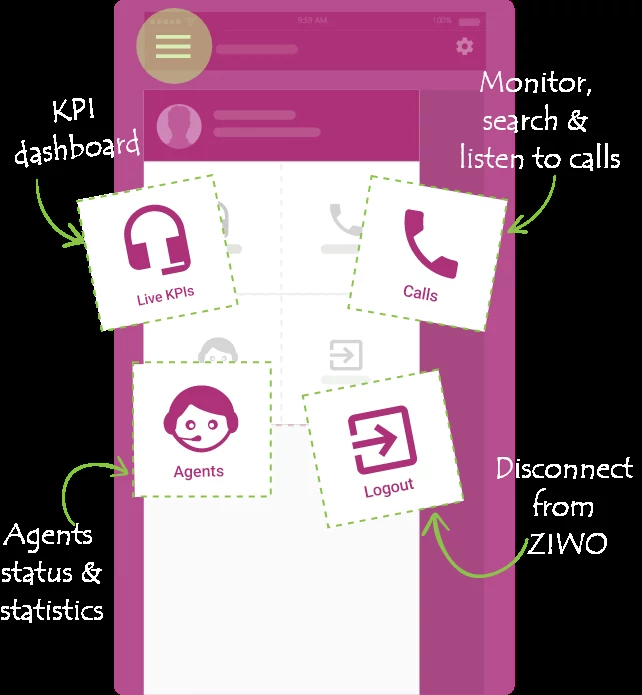 9:59 AM
100%
KPI
dashboard
Monitor,
search &
listen to calls
Live KPIs
Calls
Agents
Logout
Agents
status &
statistics
Disconnect
from
ZIWO